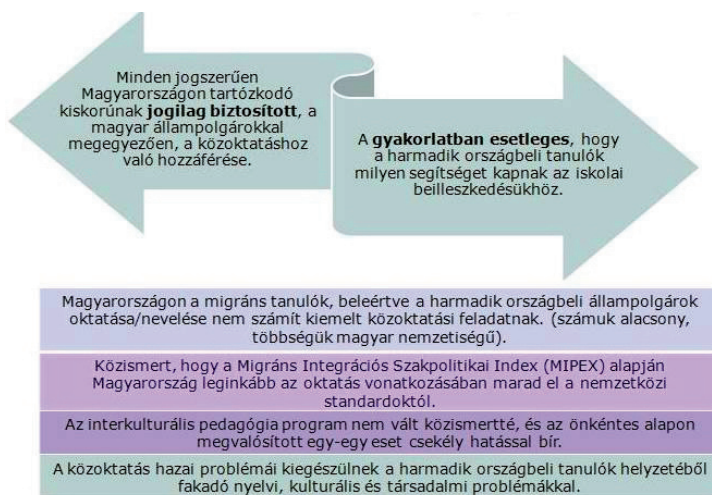 Minden jogszerűen
Magyarországon tartózkodó
kiskorúnak jogilag biztosított, a
magyar állampolgárokkal
megegyezően, a közoktatáshoz
való hozzáférése.
A gyakorlatban esetleges, hogy
a harmadik országbeli tanulók
milyen segítséget kapnak az iskolai
beilleszkedésükhöz.
Magyarországon a migráns tanulók, beleértve a harmadik országbeli állampolgárok
oktatása/nevelése nem számít kiemelt közoktatási feladatnak. (számuk alacsony,
többségük magyar nemzetiségű).
Közismert, hogy a Migráns Integrációs Szakpolitikai Index (MIPEX) alapján
Magyarország leginkább az oktatás vonatkozásában marad el a nemzetközi
standardoktól.
Az interkulturális pedagógia program nem vált közismertté, és az önkéntes alapon
megvalósított egy-egy eset csekély hatással bír.
A közoktatás hazai problémái kiegészülnek a harmadik országbeli tanulók helyzetéből
fakadó nyelvi, kulturális és társadalmi problémákkal.